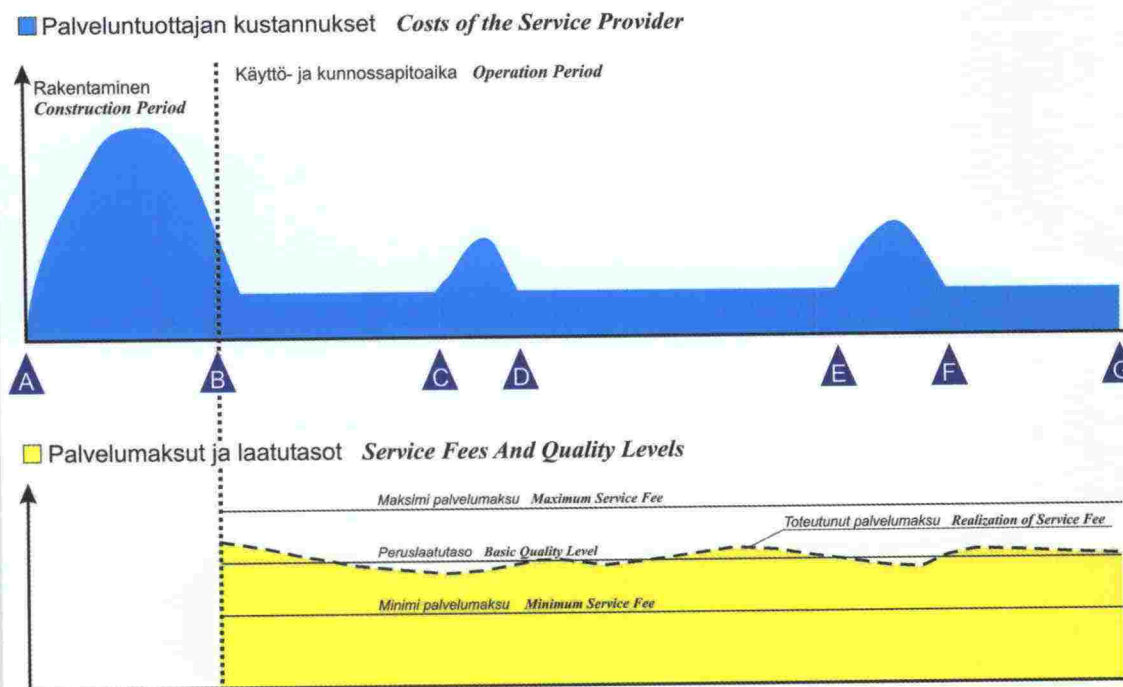 Palveluntuottajan kustannukset Costs of the Service Provider
Käyttö- ja kunnossapitoaika Operation Period
Rakentaminen
Construction Period
A B C D E F G
Palvelumaksut ja laatutasot Service Fees And Quality Levels
Maksimi palvelumaksu Maximum Service Fee
Toteutunut palvelumaksu Realization of Service Fee
Peruslaatutaso Basic Quality Level
Minimi palvelumaksu Minimum Service Fee